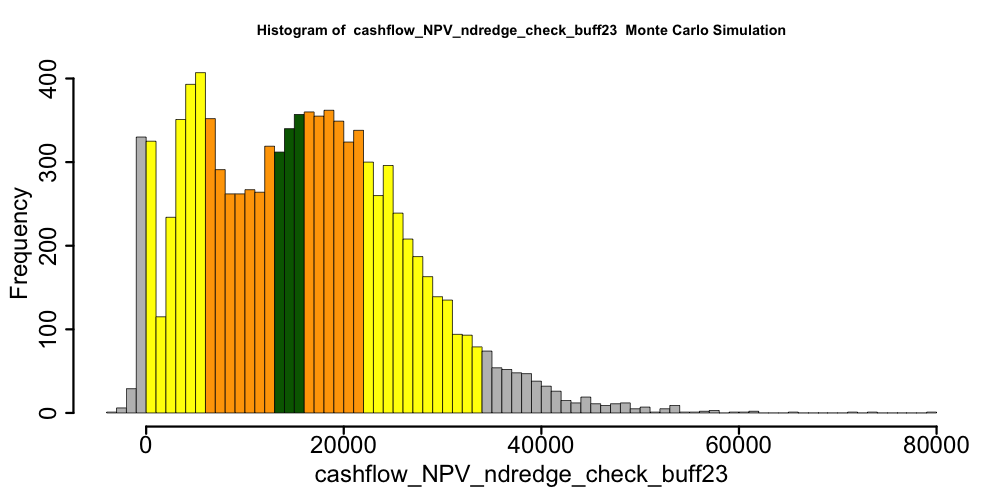 Histogram of cashflow_NPV_ndredge_check_buff23 Monte Carlo Simulation
Frequency
400
300
200
100
0
0 20000 40000 60000 80000
cashflow_NPV_ndredge_check_buff23